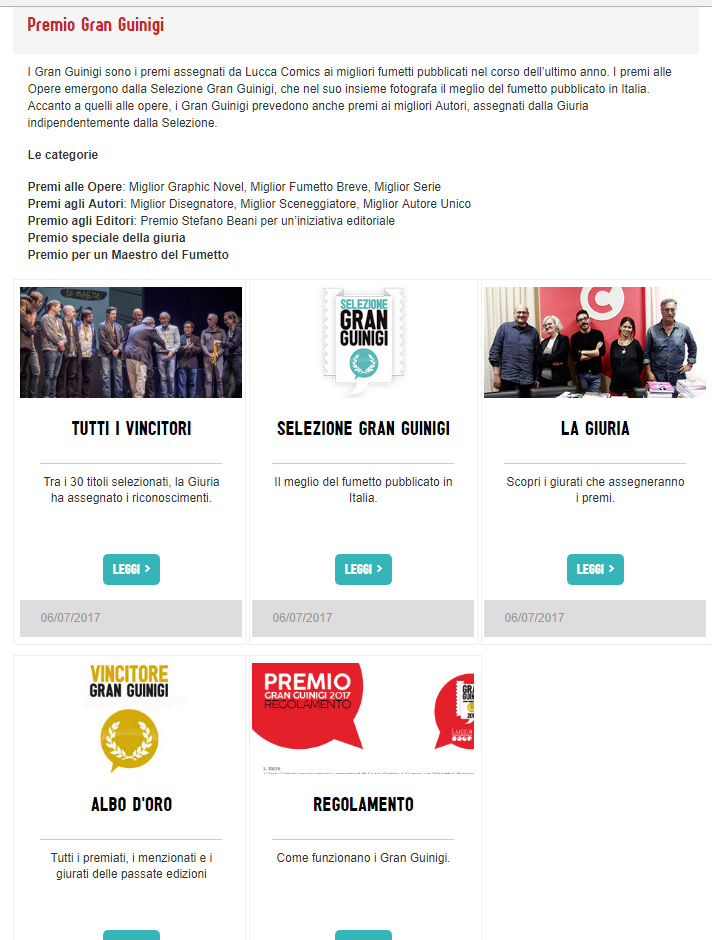 Premio Gran Guinigi
I Gran Guinigi sono i premi assegnati da Lucca Comics ai migliori fumetti pubblicati nel corso dell'ultimo anno. I premi alle
Opere emergono dalla Selezione Gran Guinigi, che nel suo insieme fotografa il meglio del fumetto pubblicato in Italia.
Accanto a quelli alle opere, i Gran Guinigi prevedono anche premi ai migliori Autori, assegnati dalla Giuria
indipendentemente dalla Selezione.
Le categorie
Premi alle Opere: Miglior Graphic Novel, Miglior Fumetto Breve, Miglior Serie
Premi agli Autori: Miglior Disegnatore, Miglior Sceneggiatore, Miglior Autore Unico
Premio agli Editori: Premio Stefano Beani per un'iniziativa editoriale
Premio speciale della giuria
Premio per un Maestro del Fumetto
SELEZIONE
GRAN
GUINIGI
TUTTI I VINCITORI
Tra i 30 titoli selezionati, la Giuria
ha assegnato i riconoscimenti.
LEGGI >
06/07/2017
SELEZIONE GRAN GUINIGI
Il meglio del fumetto pubblicato in
Italia.
LEGGI >
06/07/2017
LA GIURIA
Scopri i giurati che assegneranno
i premi.
LEGGI >
06/07/2017
VINCITORE
GRAN GUINIGI
ALBO D'ORO
Tutti i premiati, i menzionati e i
giurati delle passate edizioni
PREMIO
GRAN GUINIGI 2017
REGOLAMENTO
Lucca
REGOLAMENTO
Come funzionano i Gran Guinigi.